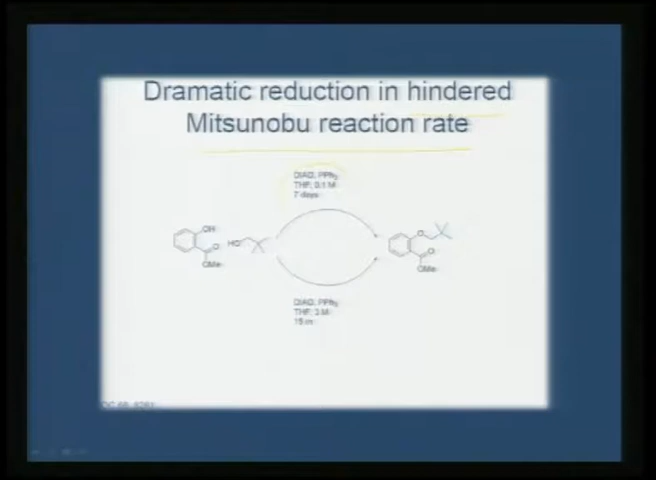 Dramatic reduction in hindered
Mitsunobu reaction rate
DIAD, PPh₃
THF, 0.1 M
7 days
OH
HO
O
OMe
O
O
OMe
DIAD, PPh₃
THF, 3 M
15 m